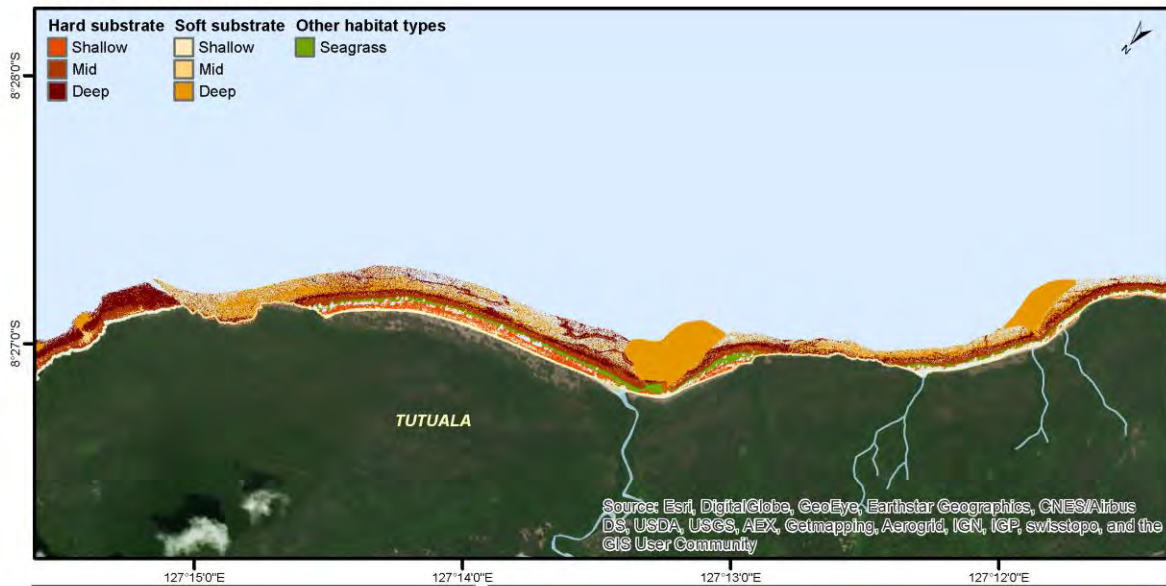 Hard substrate Soft substrate Other habitat types
Shallow Shallow Seagrass
Mid Mid
Deep Deep
N
8°28'0"S
8°27'0"S
TUTUALA
Source: Esri, DigitalGlobe, GeoEye, Earthstar Geographics, CNES/Airbus
DS, USDA, USGS, AEX, Getmapping, Aerogrid, IGN, IGP, swisstopo, and the
GIS User Community
127°15'0"E 127°14'0"E 127°13'0"E 127°12'0"E